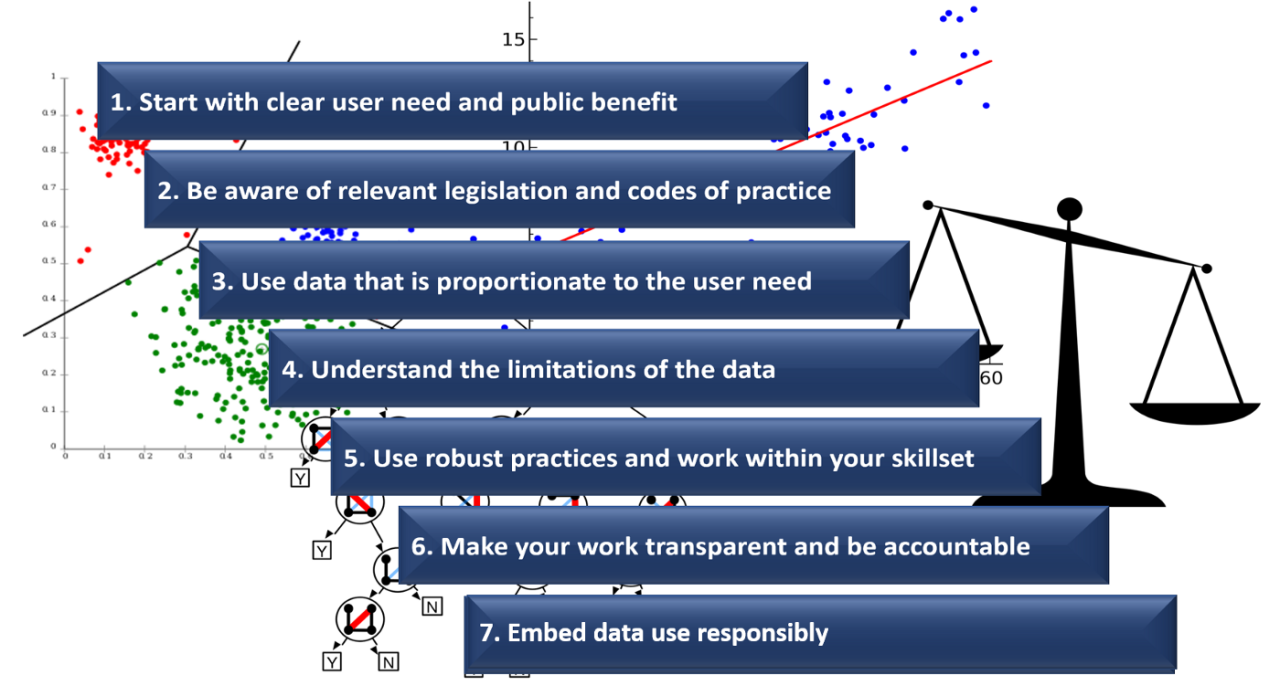 15
1. Start with clear user need and public benefit
1
0.9
0.8
10
0.7
2. Be aware of relevant legislation and codes of practice
0.6
0.5
3. Use data that is proportionate to the user need
0.4
0.3
4. Understand the limitations of the data
60
0.2
0.1
0
0 0.1 0.2 0.3 0.4 0.5
5. Use robust practices and work within your skillset
Y
6. Make your work transparent and be accountable
Y
N
7. Embed data use responsibly
Y N